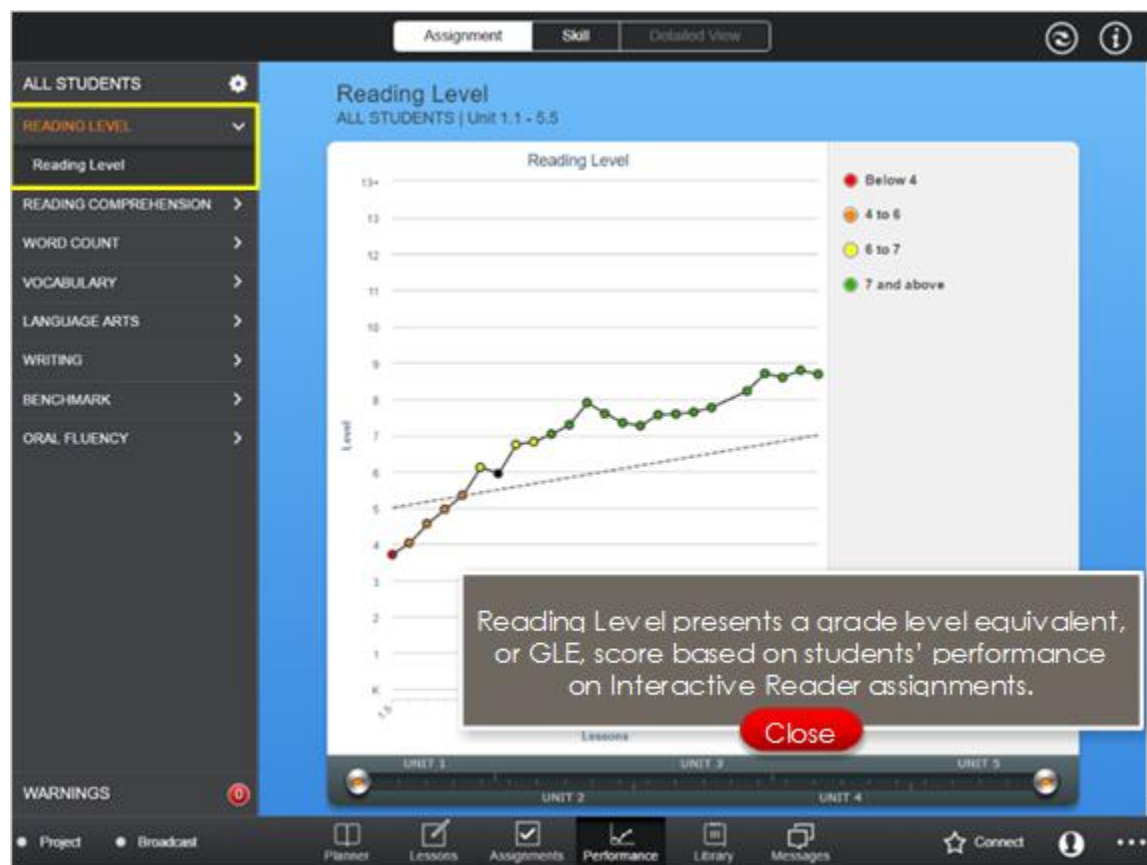 Assignment
Skill
Detailed View
ALL STUDENTS
READING LEVEL
Reading Level
READING COMPREHENSION
WORD COUNT
VOCABULARY
LANGUAGE ARTS
WRITING
BENCHMARK
ORAL FLUENCY
WARNINGS
0
Reading Level
ALL STUDENTS | Unit 1.1 - 5.5
Reading Level
13+
13
12
11
10
9
8
7
6
5
4
3
2
1
K
Level
1.5
Lessons
Below 4
4 to 6
6 to 7
7 and above
Reading Level presents a grade level equivalent,
or GLE, score based on students' performance
on Interactive Reader assignments.
Close
UNIT 1
UNIT 2
UNIT 3
UNIT 4
UNIT 5
Project
Broadcast
Planner
Lessons
Assignments
Performance
Library
Messages
Connect